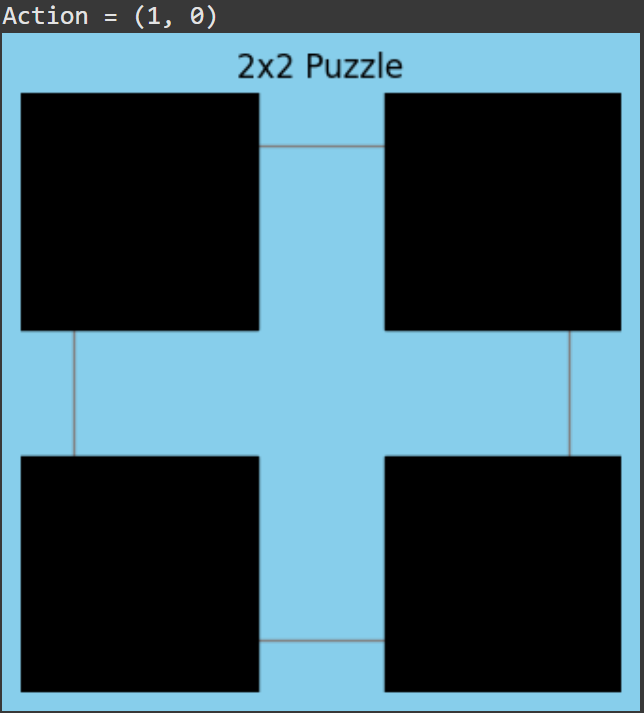 Action = (1, 0)
2x2 Puzzle